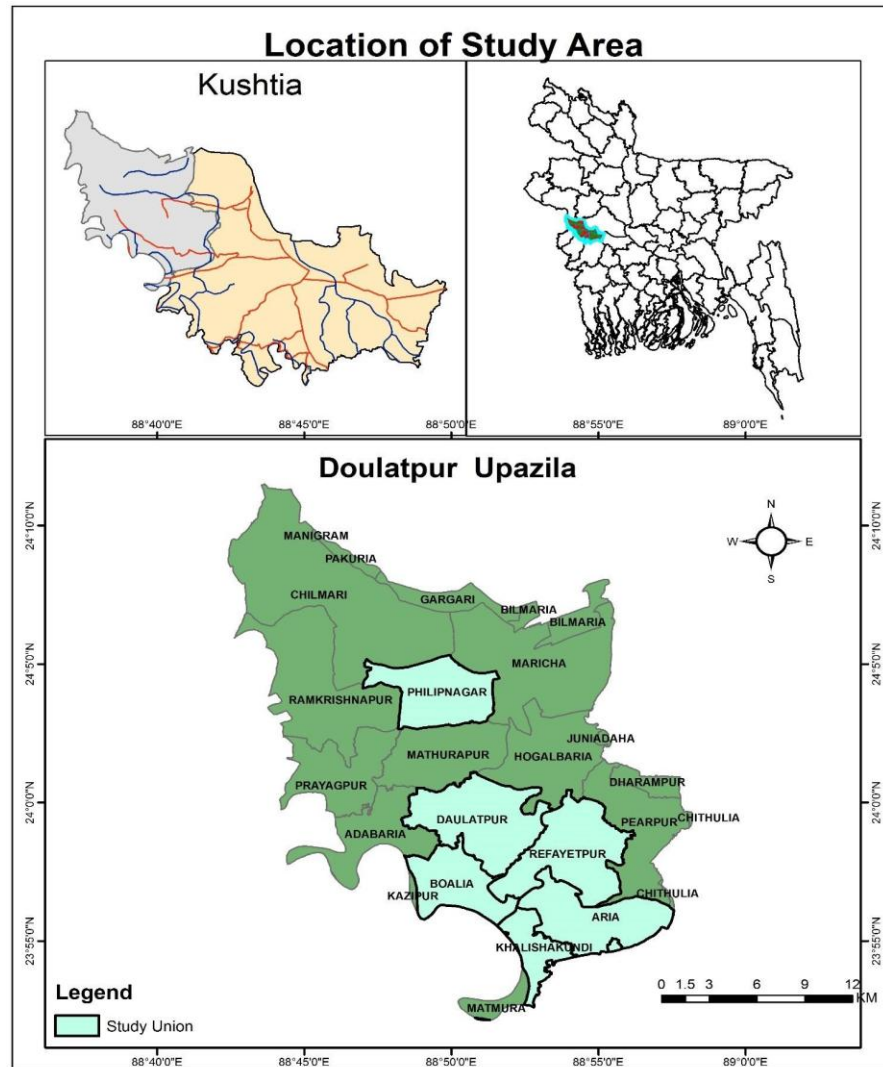 Location of Study Area
Kushtia
88°40'0"E 88°45'0"E 88°50'0"E 88°55'0"E 89°0'0"E
Doulatpur Upazila
N
W E
S
24°10'0"N 24°10'0"N
MANIGRAM
PAKURIA
CHILMARI
GARGARI
BILMARIA
BILMARIA
24°5'0"N 24°5'0"N
MARICHA
PHILIPNAGAR
RAMKRISHNAPUR
JUNIADAHA
MATHURAPUR
HOGALBARIA
DHARAMPUR
PRAYAGPUR
24°0'0"N 24°0'0"N
DAULATPUR
PEARPUR
CHITHULIA
ADABARIA
REFAYETPUR
BOALIA
KAZIPUR
CHITHULIA
ARIA
23°55'0"N 23°55'0"N
KHALISHAKUNDI
Legend
Study Union
MATMURA
0 1.5 3 6 9 12
KM
88°40'0"E 88°45'0"E 88°50'0"E 88°55'0"E 89°0'0"E